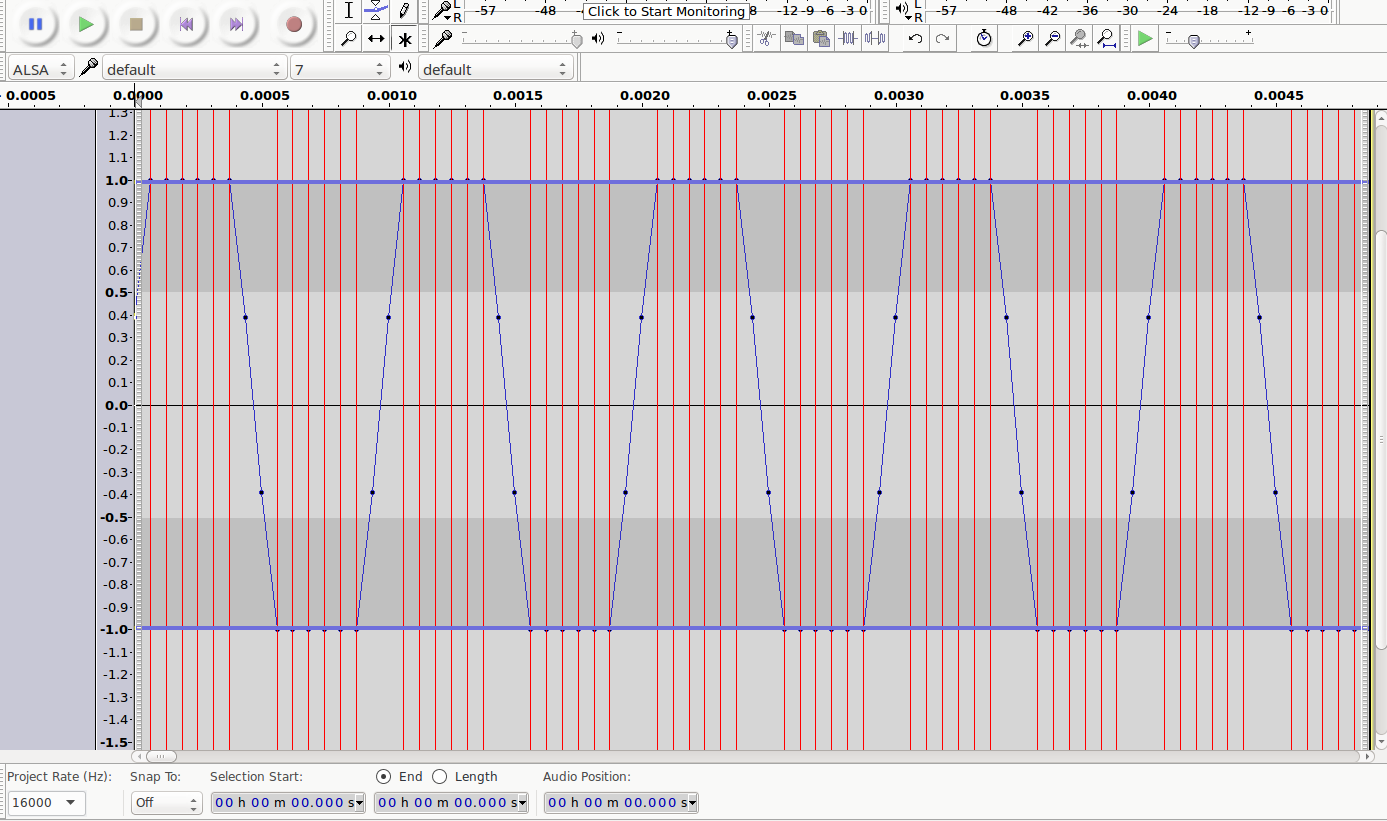 L
R
-57 -48 - Click to Start Monitoring 8 -12 -9 -6 -3 0
L
R
-57 -48 -42 -36 -30 -24 -18 -12 -9 -6 -3 0
ALSA default 7 default
- 0.0005 0.0000 0.0005 0.0010 0.0015 0.0020 0.0025 0.0030 0.0035 0.0040 0.0045
1.3
1.2
1.1
1.0
0.9
0.8
0.7
0.6
0.5
0.4
0.3
0.2
0.1
0.0
-0.1
-0.2
-0.3
-0.4
-0.5
-0.6
-0.7
-0.8
-0.9
-1.0
-1.1
-1.2
-1.3
-1.4
-1.5
Project Rate (Hz): Snap To: Selection Start: End Length Audio Position:
16000 Off 00 h 00 m 00.000 s 00 h 00 m 00.000 s 00 h 00 m 00.000 s